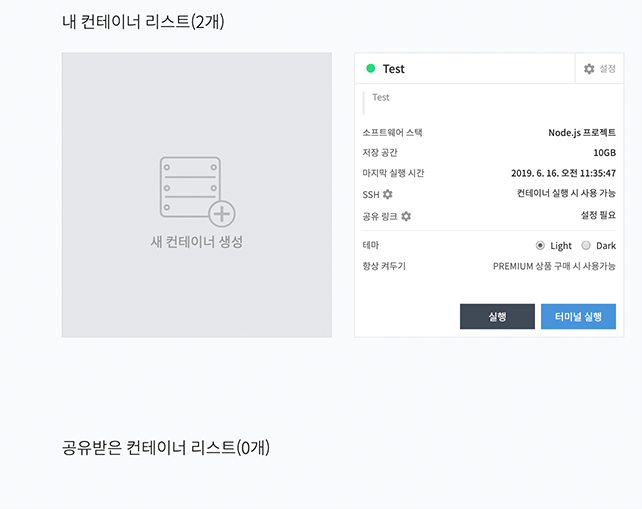 내 컨테이너 리스트(2개)
새 컨테이너 생성
Test
설정
Test
소프트웨어 스택 Node.js 프로젝트
저장 공간 10GB
마지막 실행 시간 2019. 6. 16. 오전 11:35:47
SSH 컨테이너 실행 시 사용 가능
공유 링크 설정 필요
테마 Light Dark
항상 켜두기 PREMIUM 상품 구매 시 사용가능
실행 터미널 실행
공유받은 컨테이너 리스트(0개)